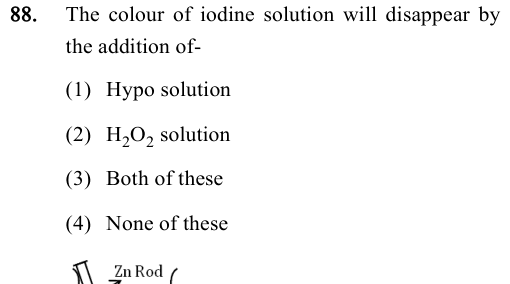 88. The colour of iodine solution will disappear by
the addition of-
(1) Hypo solution
(2) H₂O₂ solution
(3) Both of these
(4) None of these
Zn Rod